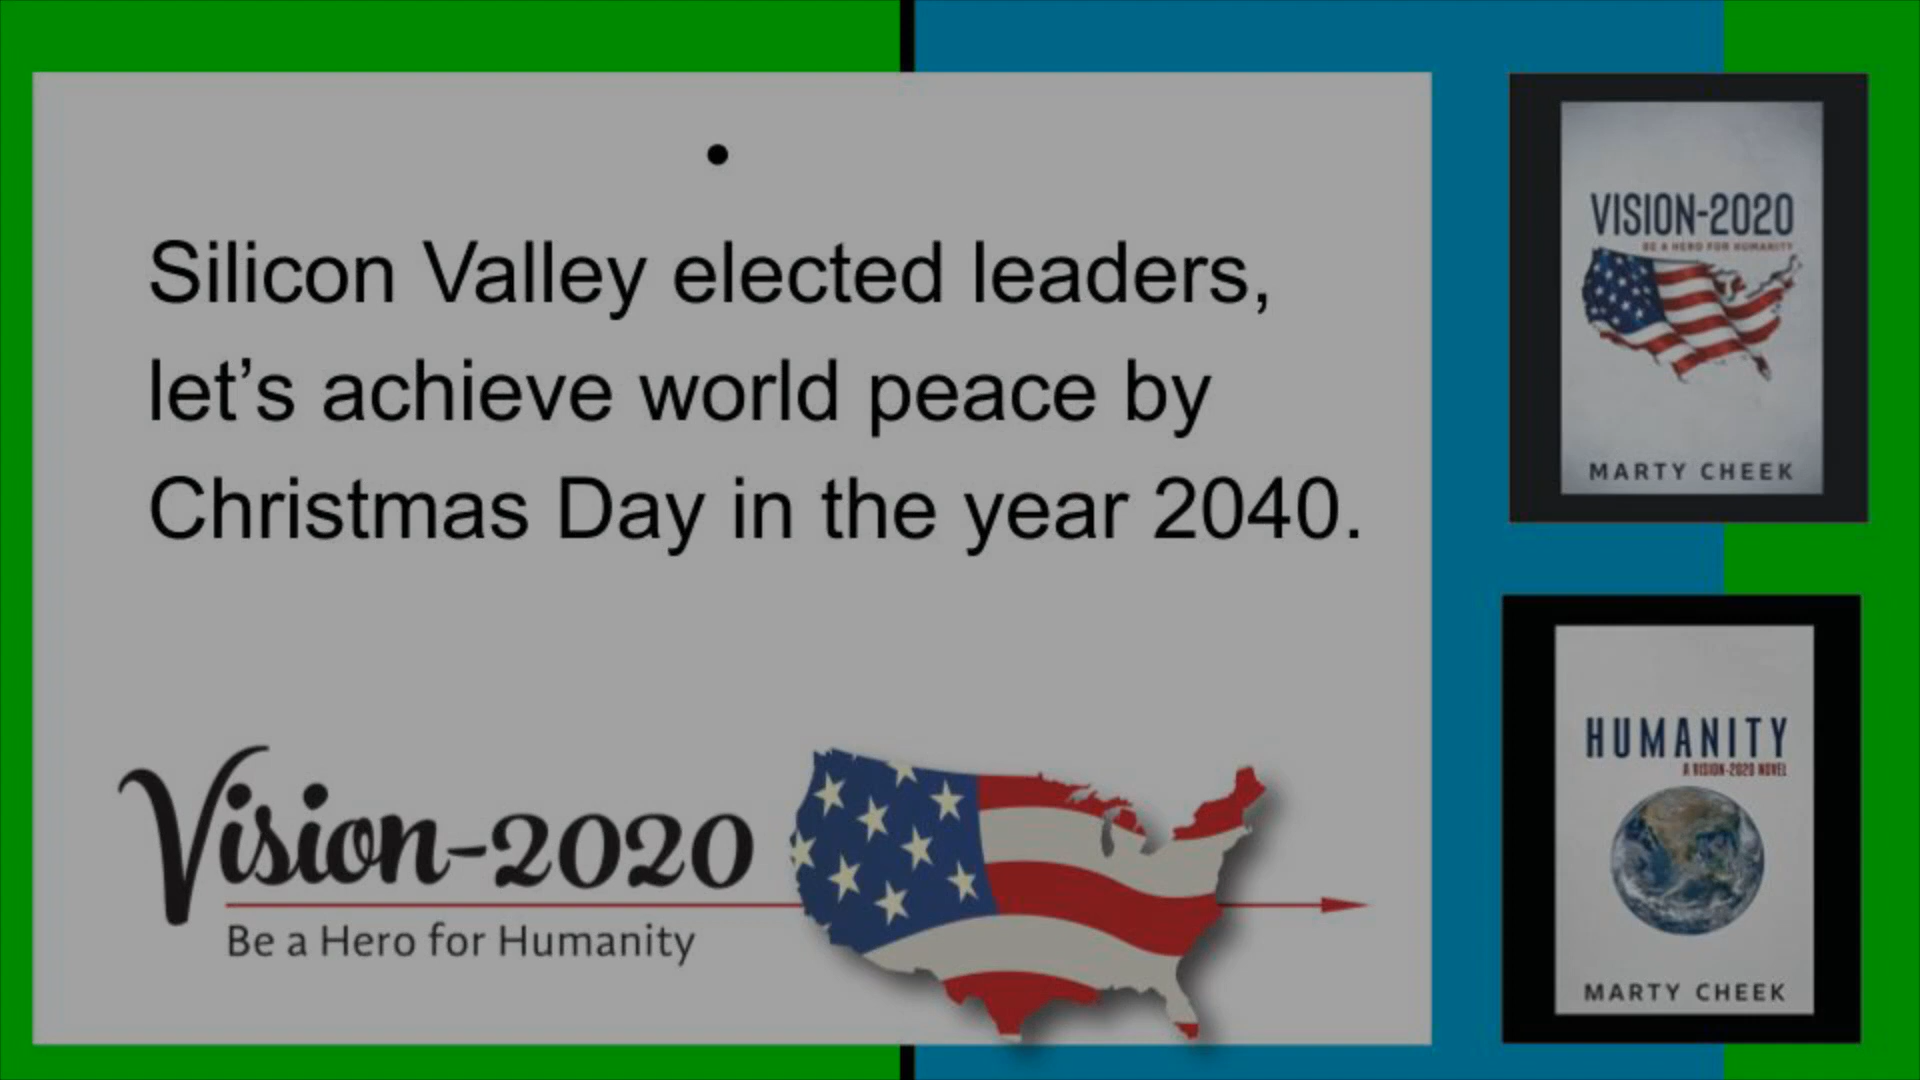 •
Silicon Valley elected leaders,
let’s achieve world peace by
Christmas Day in the year 2040.
Vision-2020
Be a Hero for Humanity
VISION-2020
BE A HERO FOR HUMANITY
MARTY CHEEK
HUMANITY
A VISION-2020 NOVEL
MARTY CHEEK